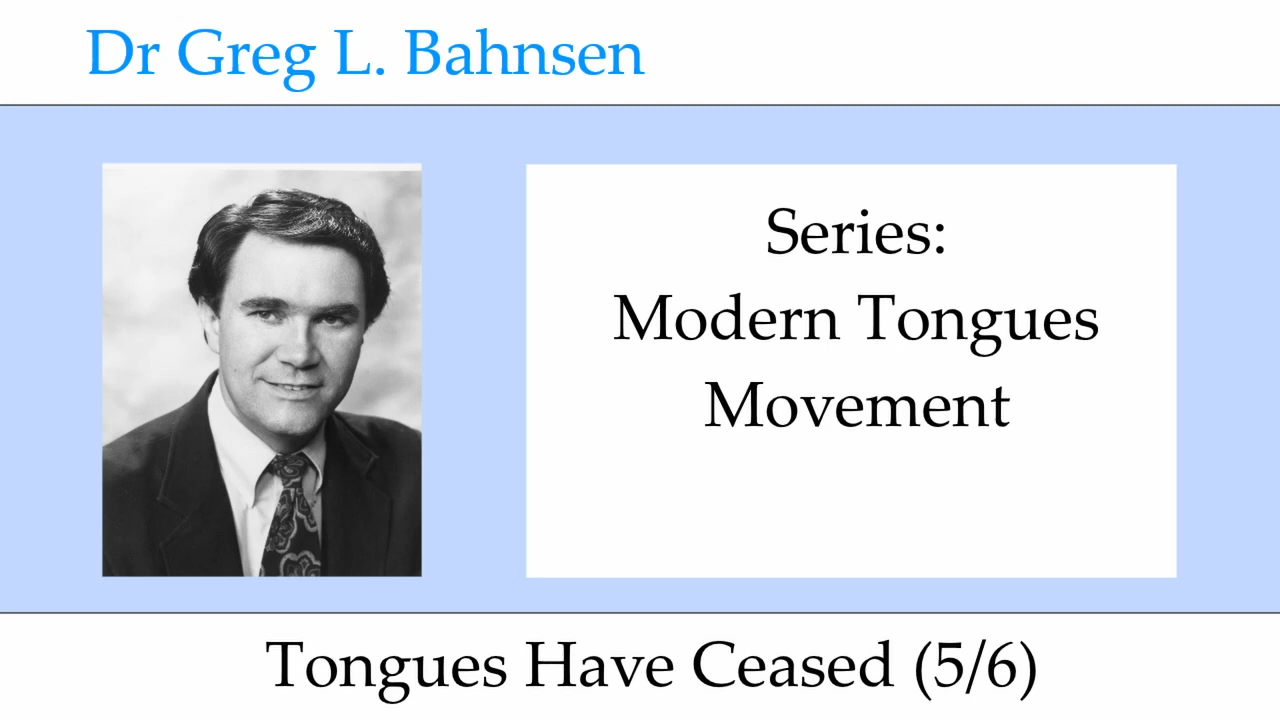 Dr Greg L. Bahnsen
Series:
Modern Tongues
Movement
Tongues Have Ceased (5/6)